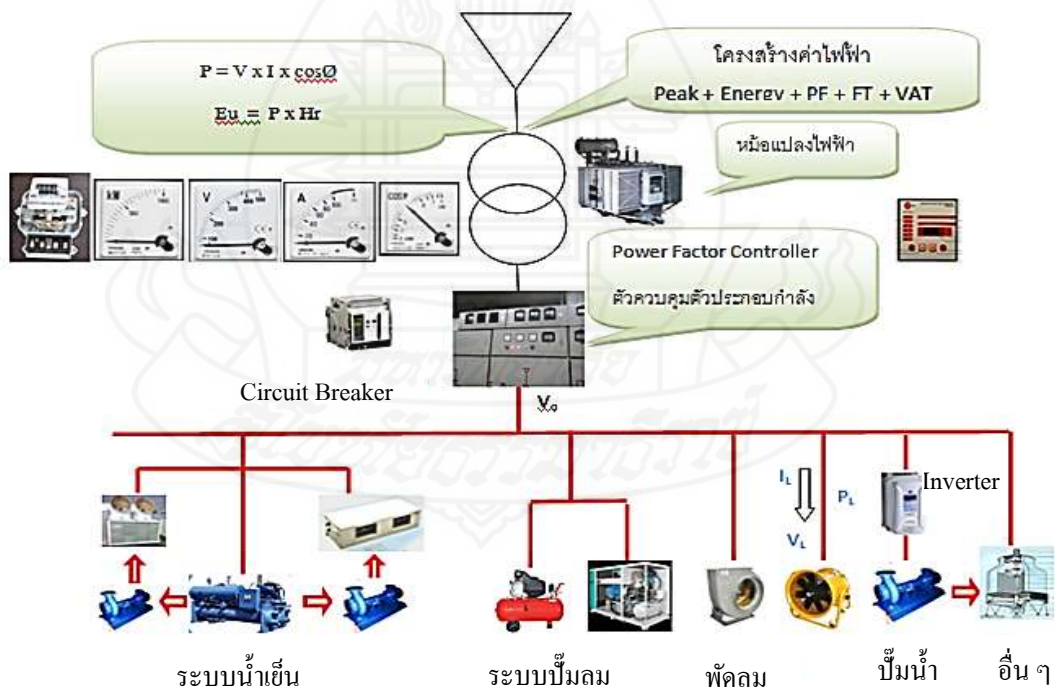 P = V x I x cosØ
Eu = P x Hr
โครงสร้างค่าไฟฟ้า
Peak + Energy + PF + FT + VAT
หม้อแปลงไฟฟ้า
kW
V
A
Power Factor Controller
ตัวควบคุมตัวประกอบกำลัง
Circuit Breaker
I_L
P_L
V_L
Inverter
ระบบน้ำเย็น
ระบบปั๊มลม
พัดลม
ปั๊มน้ำ
อื่น ๆ